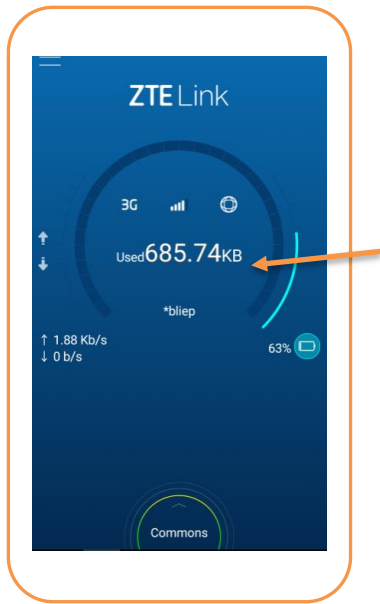 ZTE Link
3G
Used685.74KB
*bliep
↑ 1.88 Kb/s
↓ 0 b/s
63%
Commons